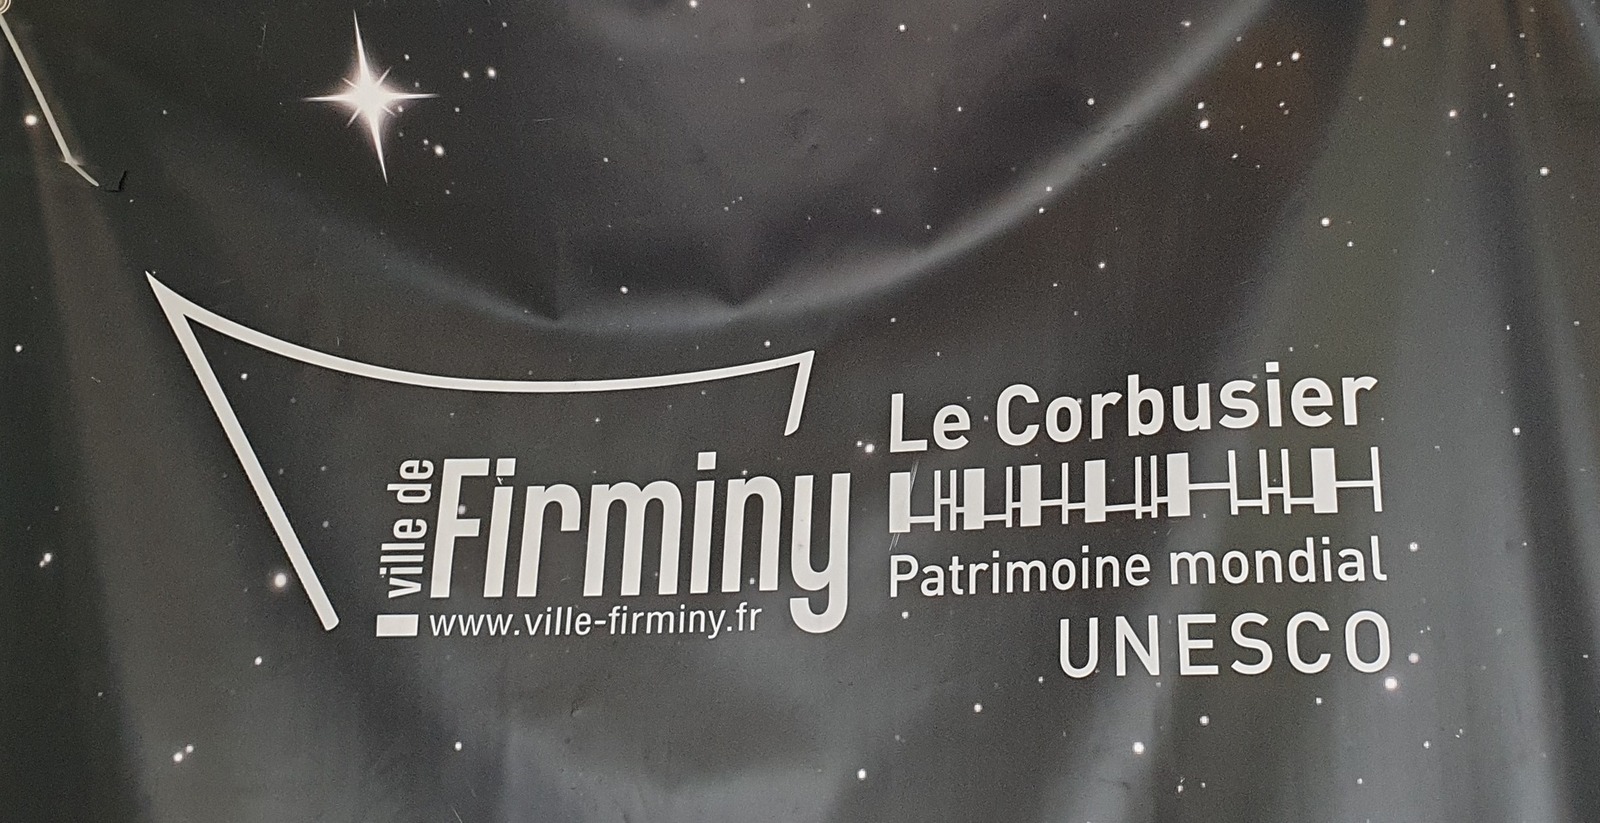 ville de
Firminy
www.ville-firminy.fr
Le Corbusier
Patrimoine mondial
UNESCO